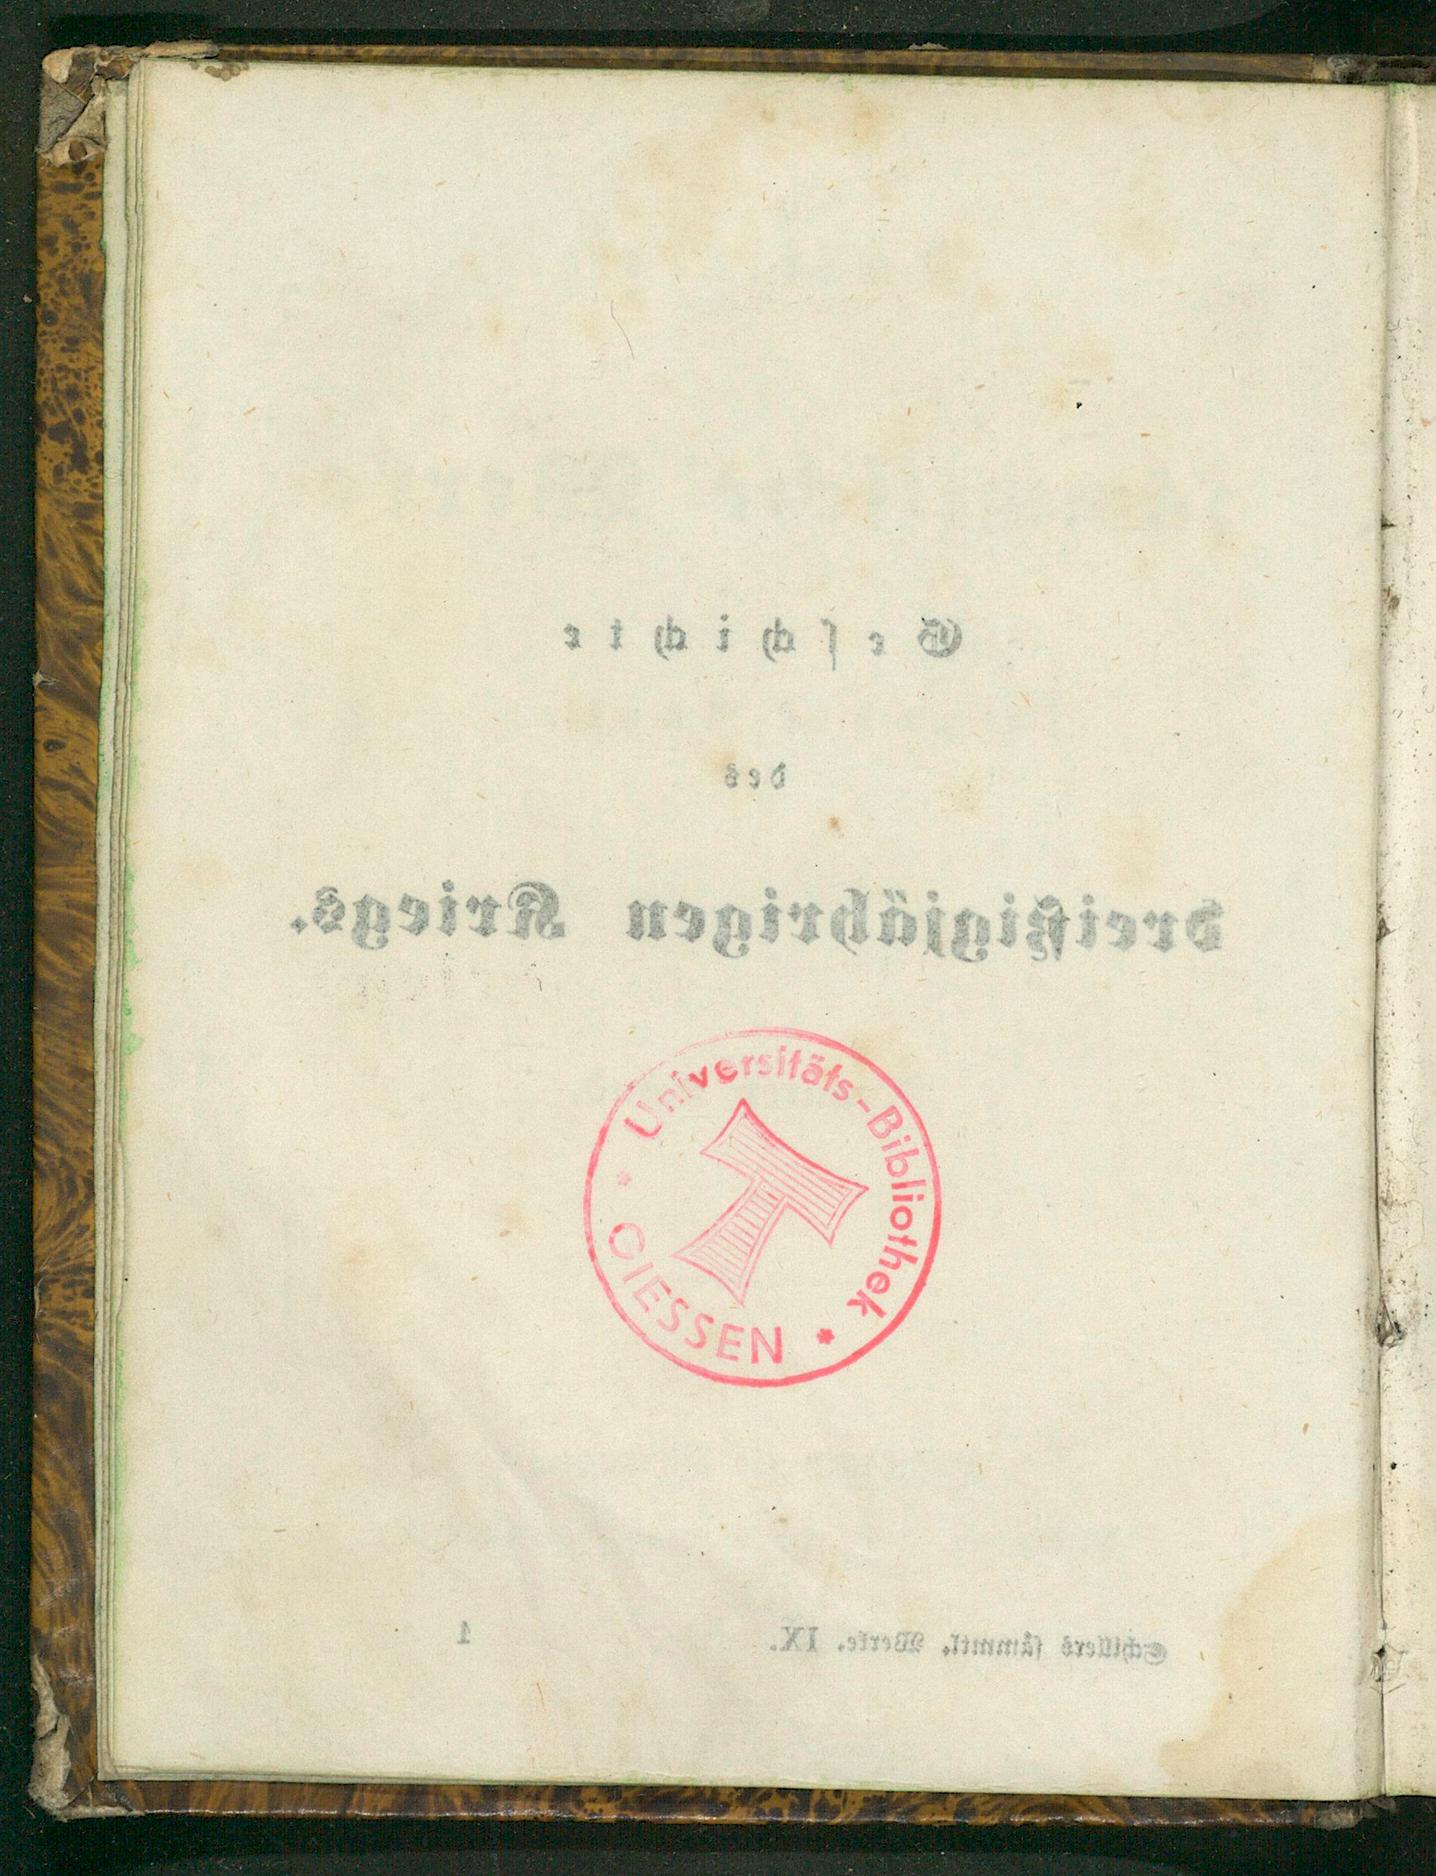 Geschichte
des
dreißigjährigen Kriegs.
Universitäts-Bibliothek
GIESSEN
Schillers sämmtl. Werke. IX.
1